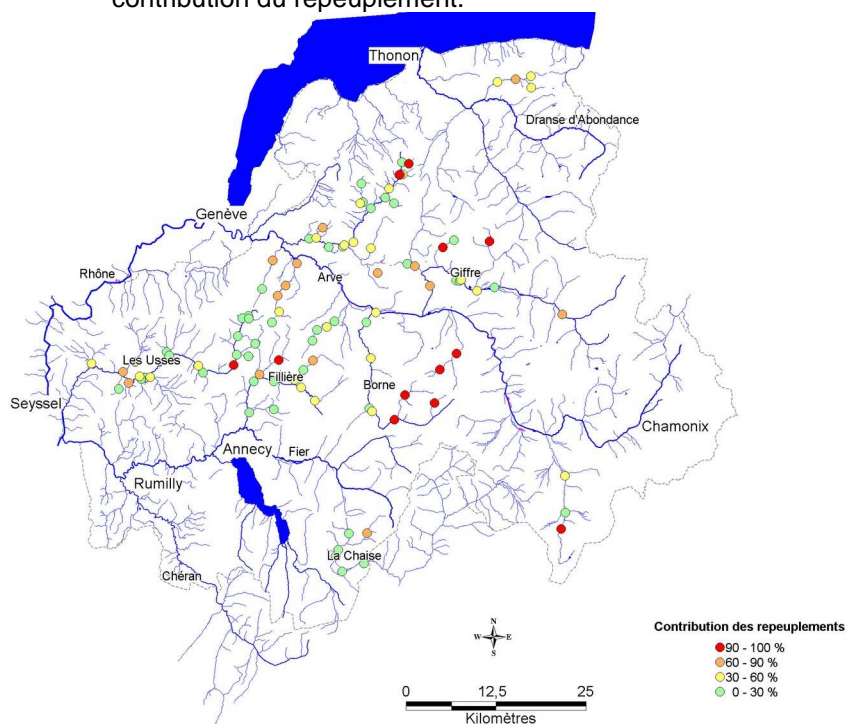 contribution du repeuplement.
Thonon
Dranse d'Abondance
Genève
Rhône
Arve
Giffre
Les Usses
Fillière
Borne
Seyssel
Chamonix
Annecy
Fier
Rumilly
La Chaise
Chéran
N
W E
S
Contribution des repeuplements
90 - 100 %
60 - 90 %
30 - 60 %
0 - 30 %
0 12,5 25
Kilomètres